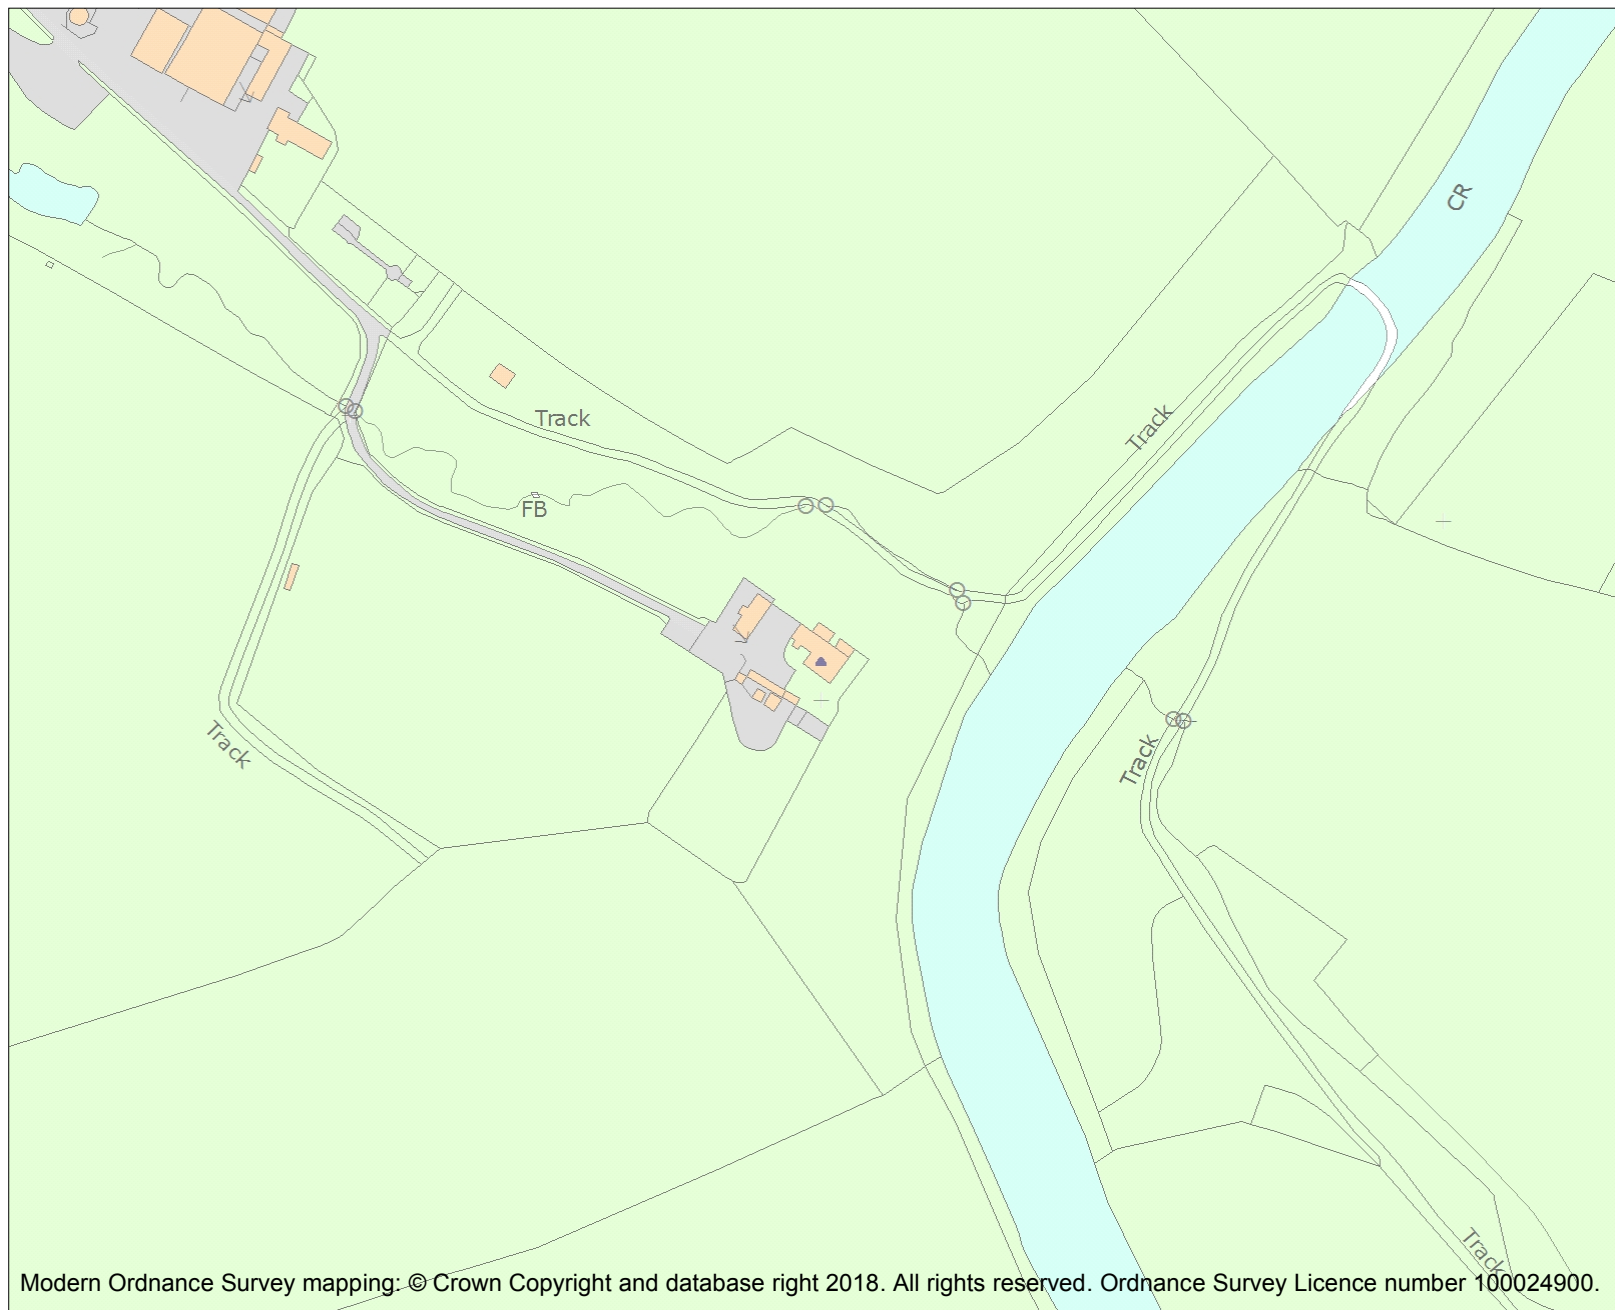 CR
Track
Track
FB
Track
Track
Track
Modern Ordnance Survey mapping: © Crown Copyright and database right 2018. All rights reserved. Ordnance Survey Licence number 100024900.